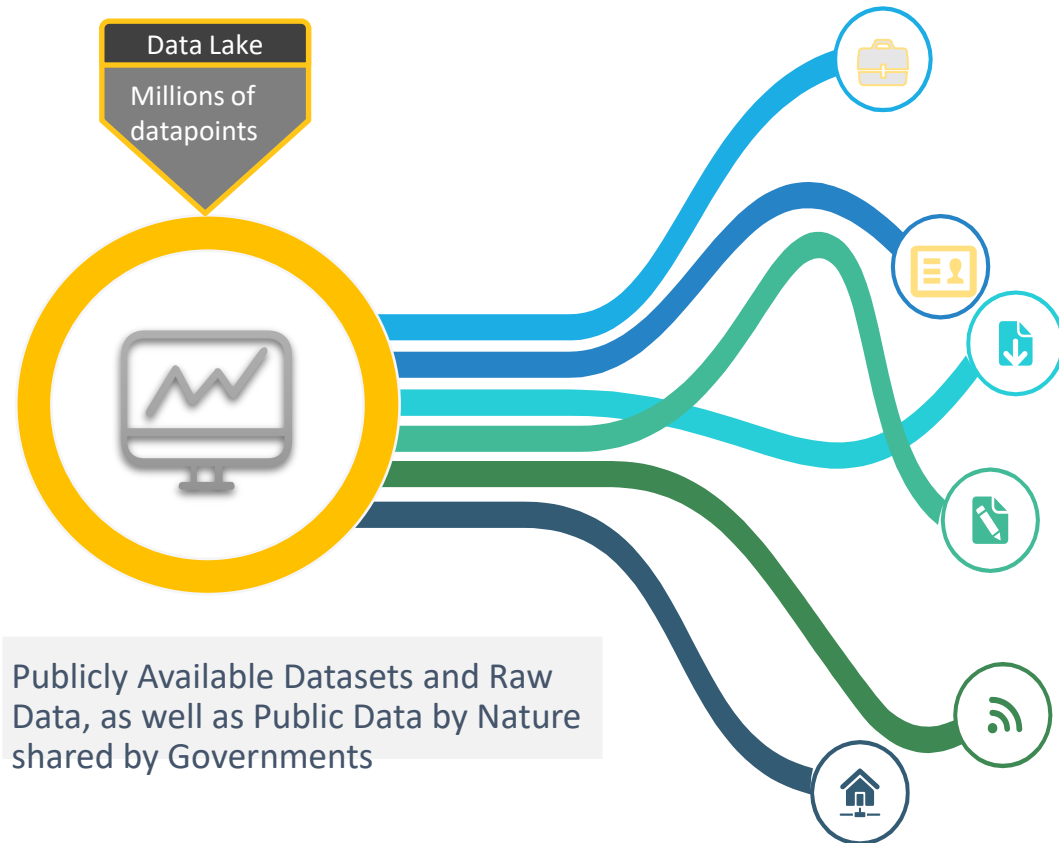 Data Lake
Millions of
datapoints
Publicly Available Datasets and Raw
Data, as well as Public Data by Nature
shared by Governments